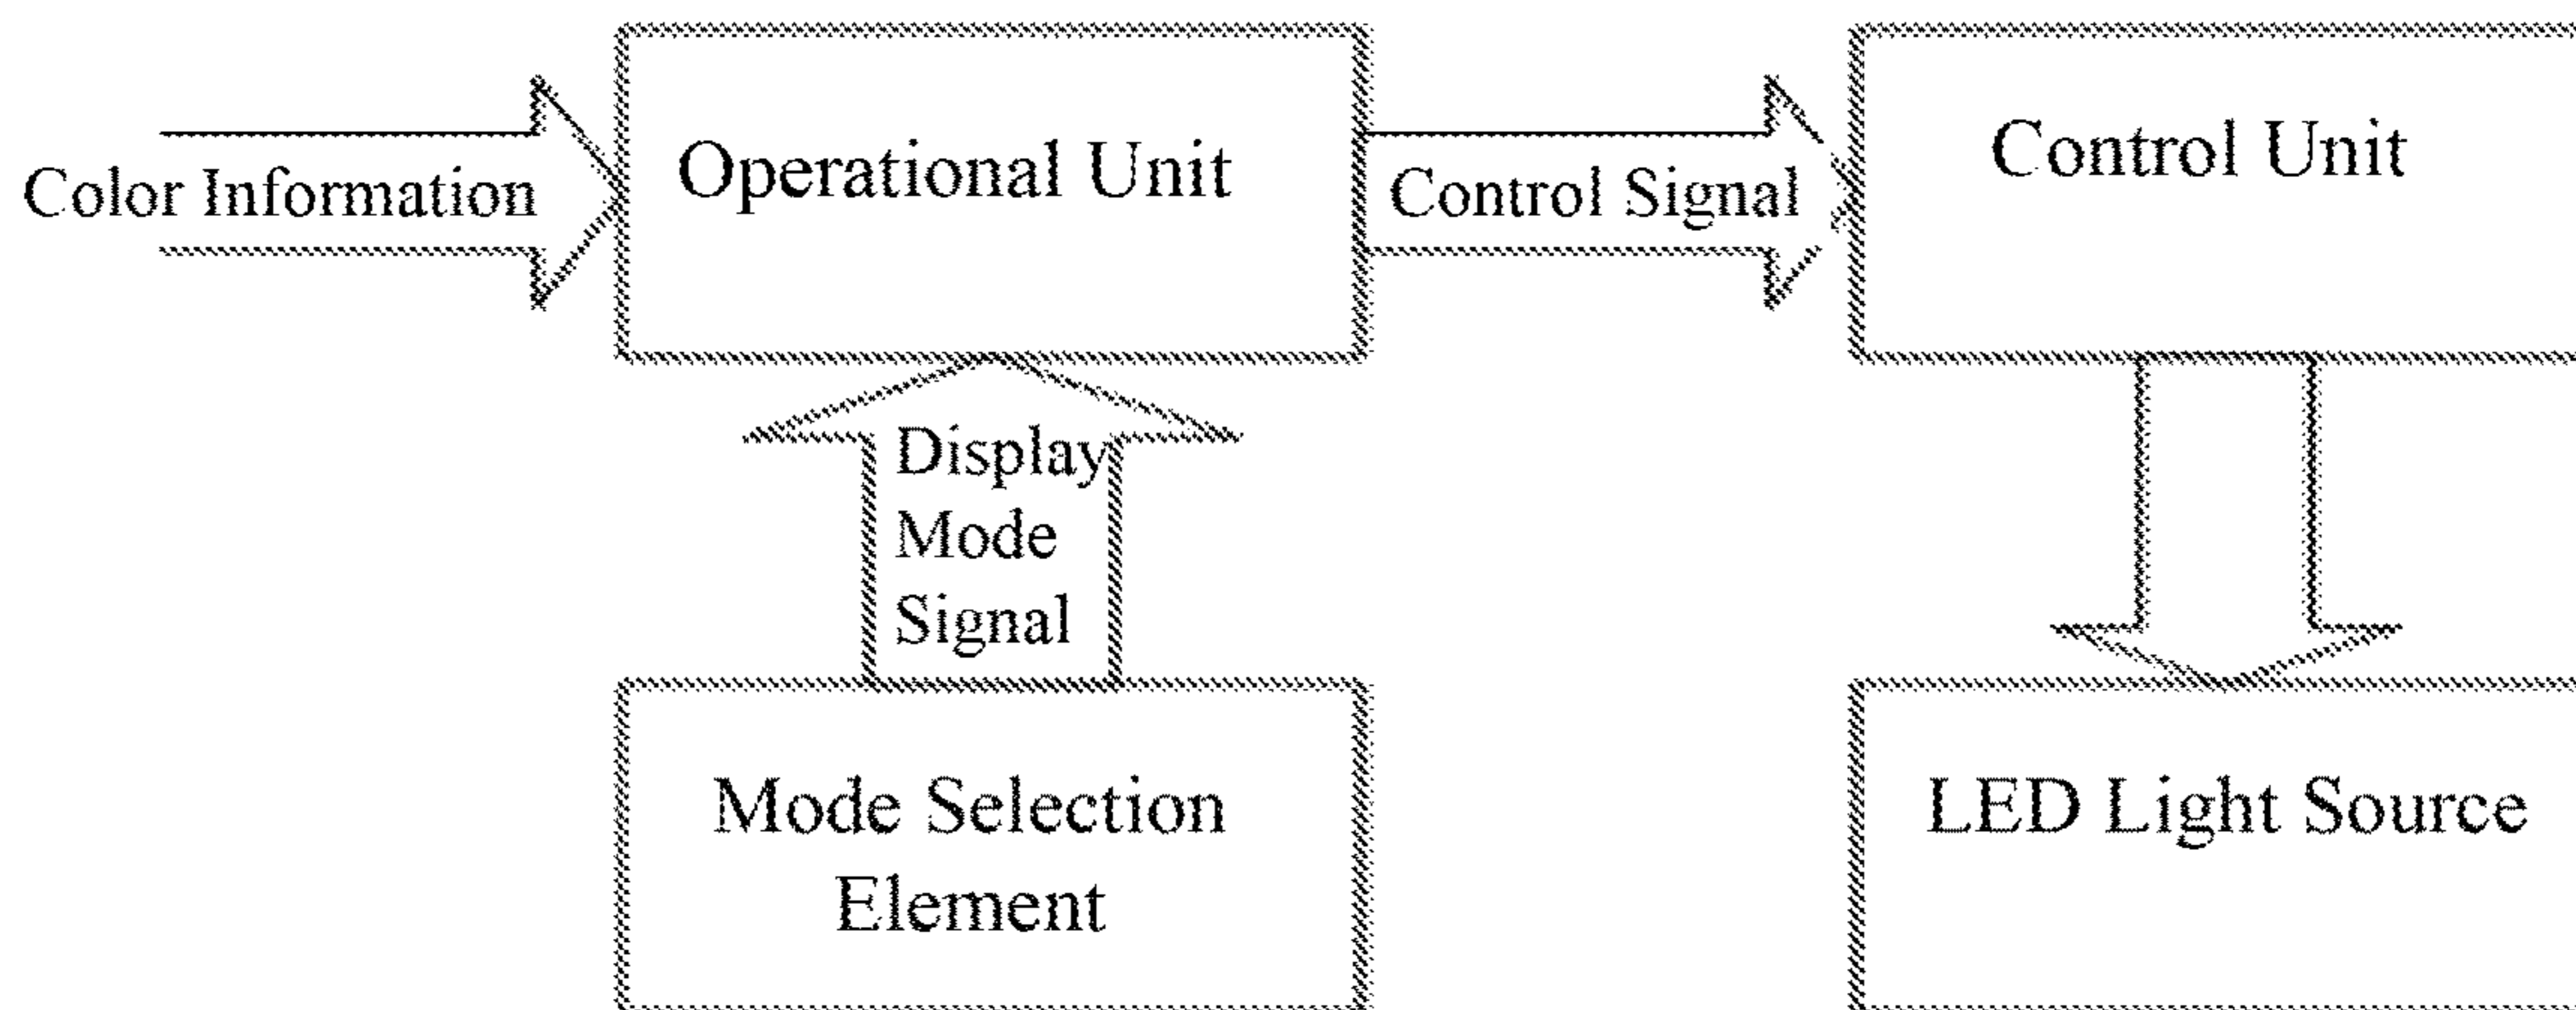 Color Information
Operational Unit
Control Signal
Control Unit
Display
Mode
Signal
Mode Selection
Element
LED Light Source